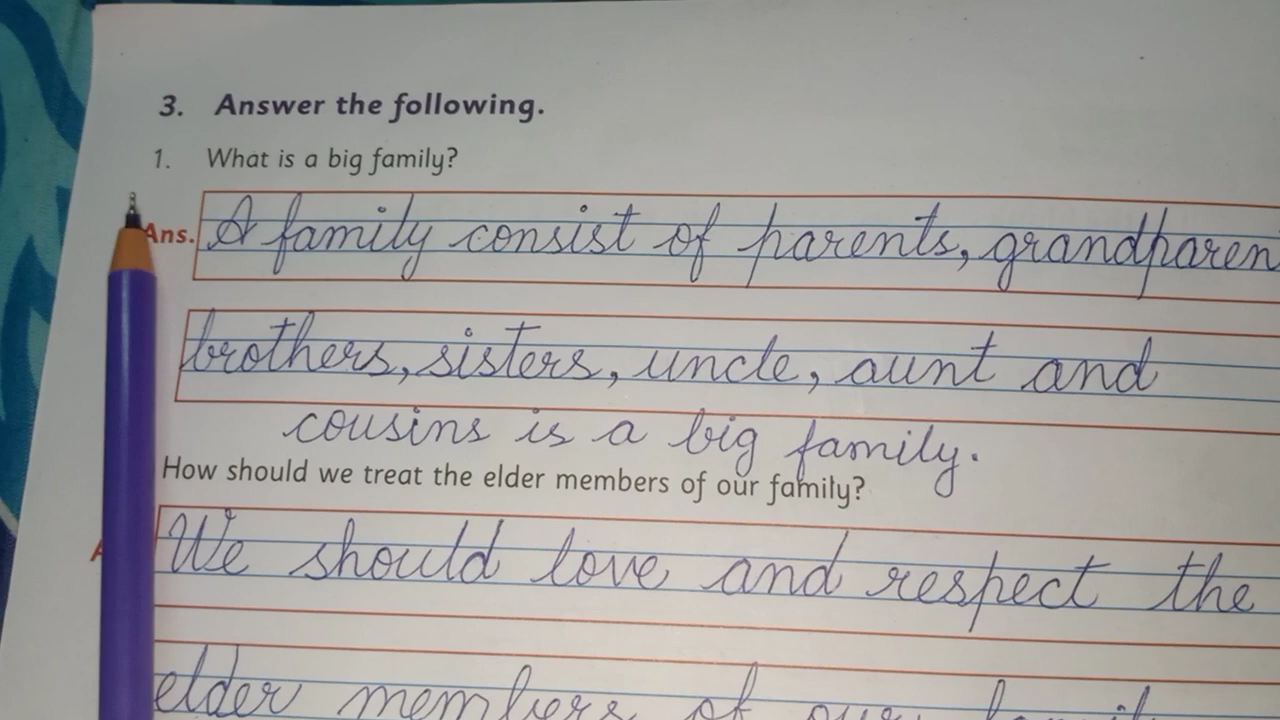 3. Answer the following.
1. What is a big family?
Ans. A family consist of parents, grandparen
brothers, sisters, uncle, aunt and
cousins is a big family.
How should we treat the elder members of our family?
A
We should love and respect the
elder members of our famil